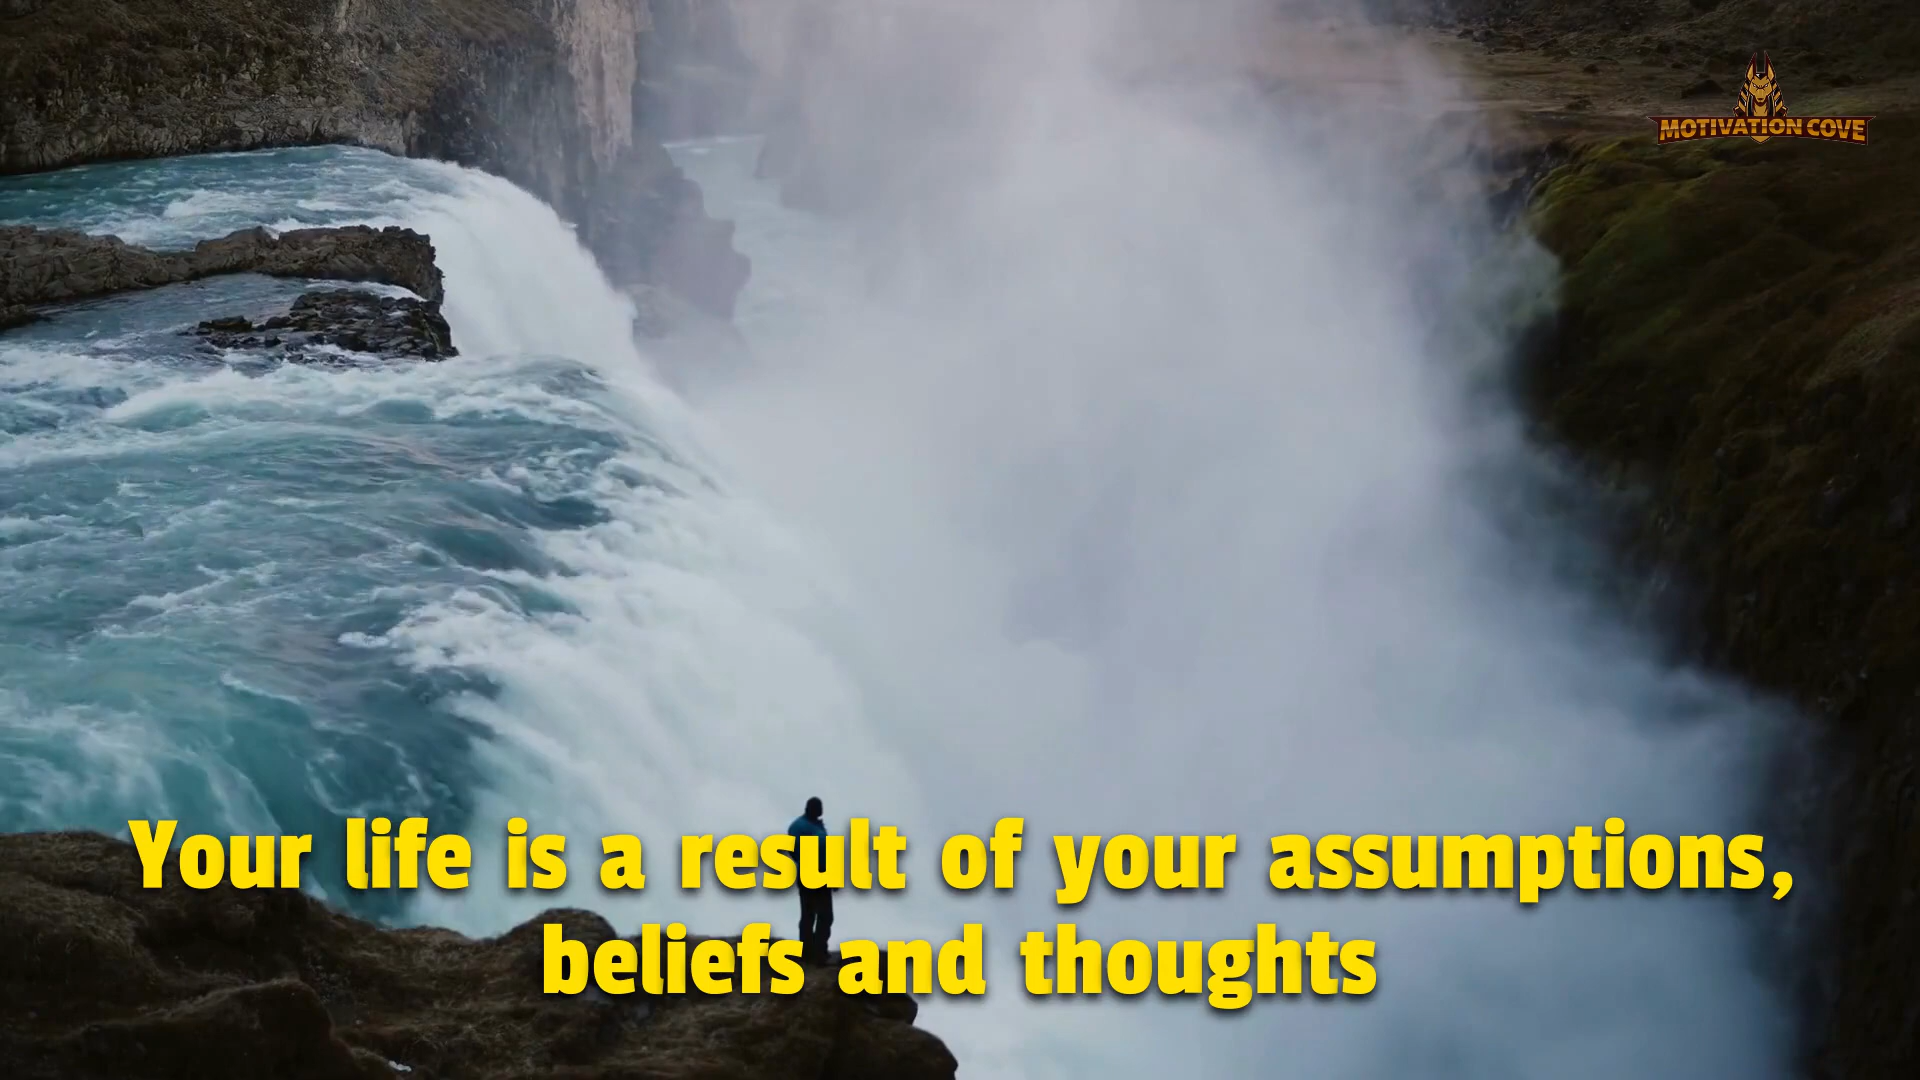 MOTIVATION COVE
Your life is a result of your assumptions,
beliefs and thoughts